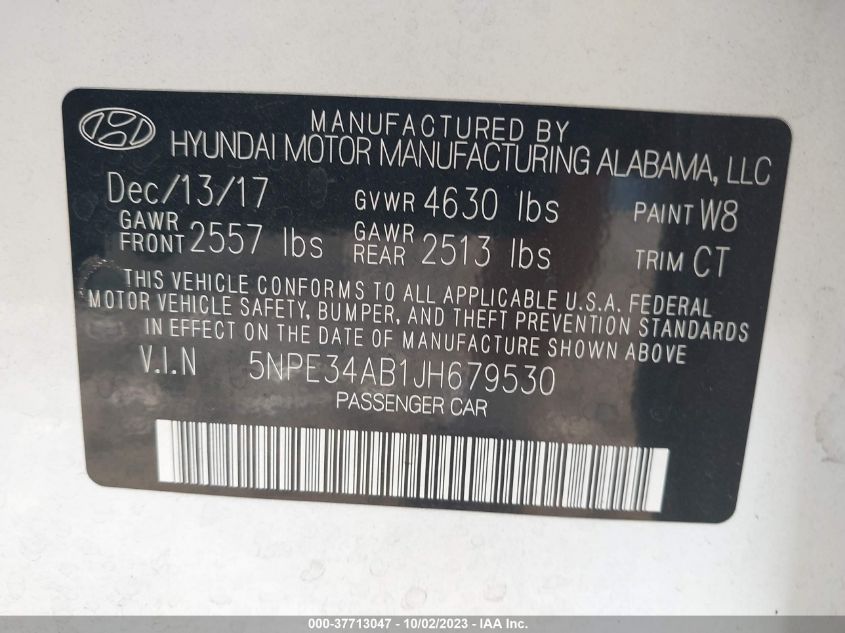 MANUFACTURED BY
HYUNDAI MOTOR MANUFACTURING ALABAMA, LLC
Dec/13/17 GVWR 4630 lbs PAINT W8
GAWR FRONT 2557 lbs GAWR REAR 2513 lbs TRIM CT
THIS VEHICLE CONFORMS TO ALL APPLICABLE U.S.A. FEDERAL
MOTOR VEHICLE SAFETY, BUMPER, AND THEFT PREVENTION STANDARDS
IN EFFECT ON THE DATE OF MANUFACTURE SHOWN ABOVE
V.I.N 5NPE34AB1JH679530
PASSENGER CAR
000-37713047 - 10/02/2023 - USRE..